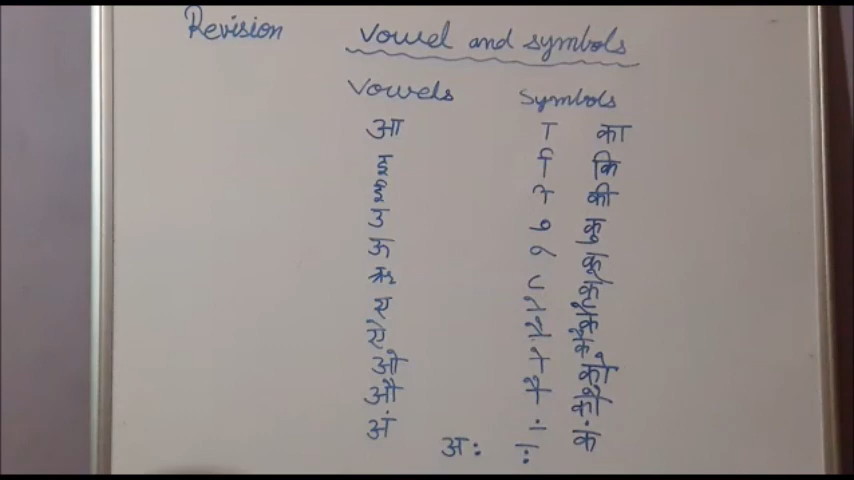 Revision Vowel and symbols
Vowels Symbols
आ ा का
इ ि कि
ई ी की
उ ु कु
ऊ ू कू
ऋ ृ कृ
ए े के
ऐ ै कै
ओ ो को
औ ौ कौ
अं ं कं
अः ः